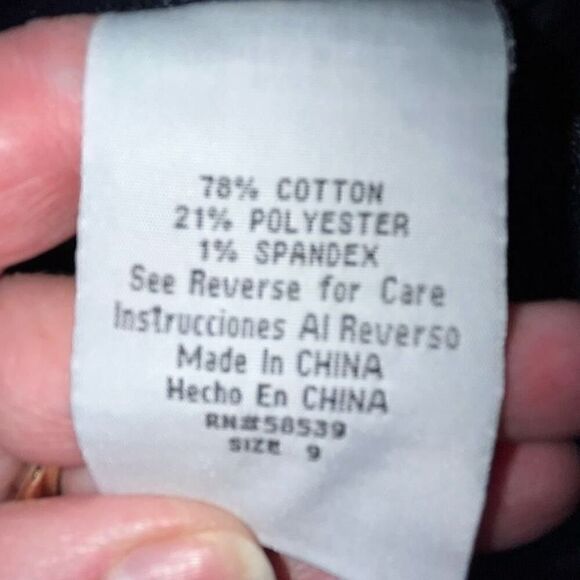 78% COTTON
21% POLYESTER
1% SPANDEX
See Reverse for Care
Instrucciones Al Reverso
Made In CHINA
Hecho En CHINA
RN#58539
SIZE 9